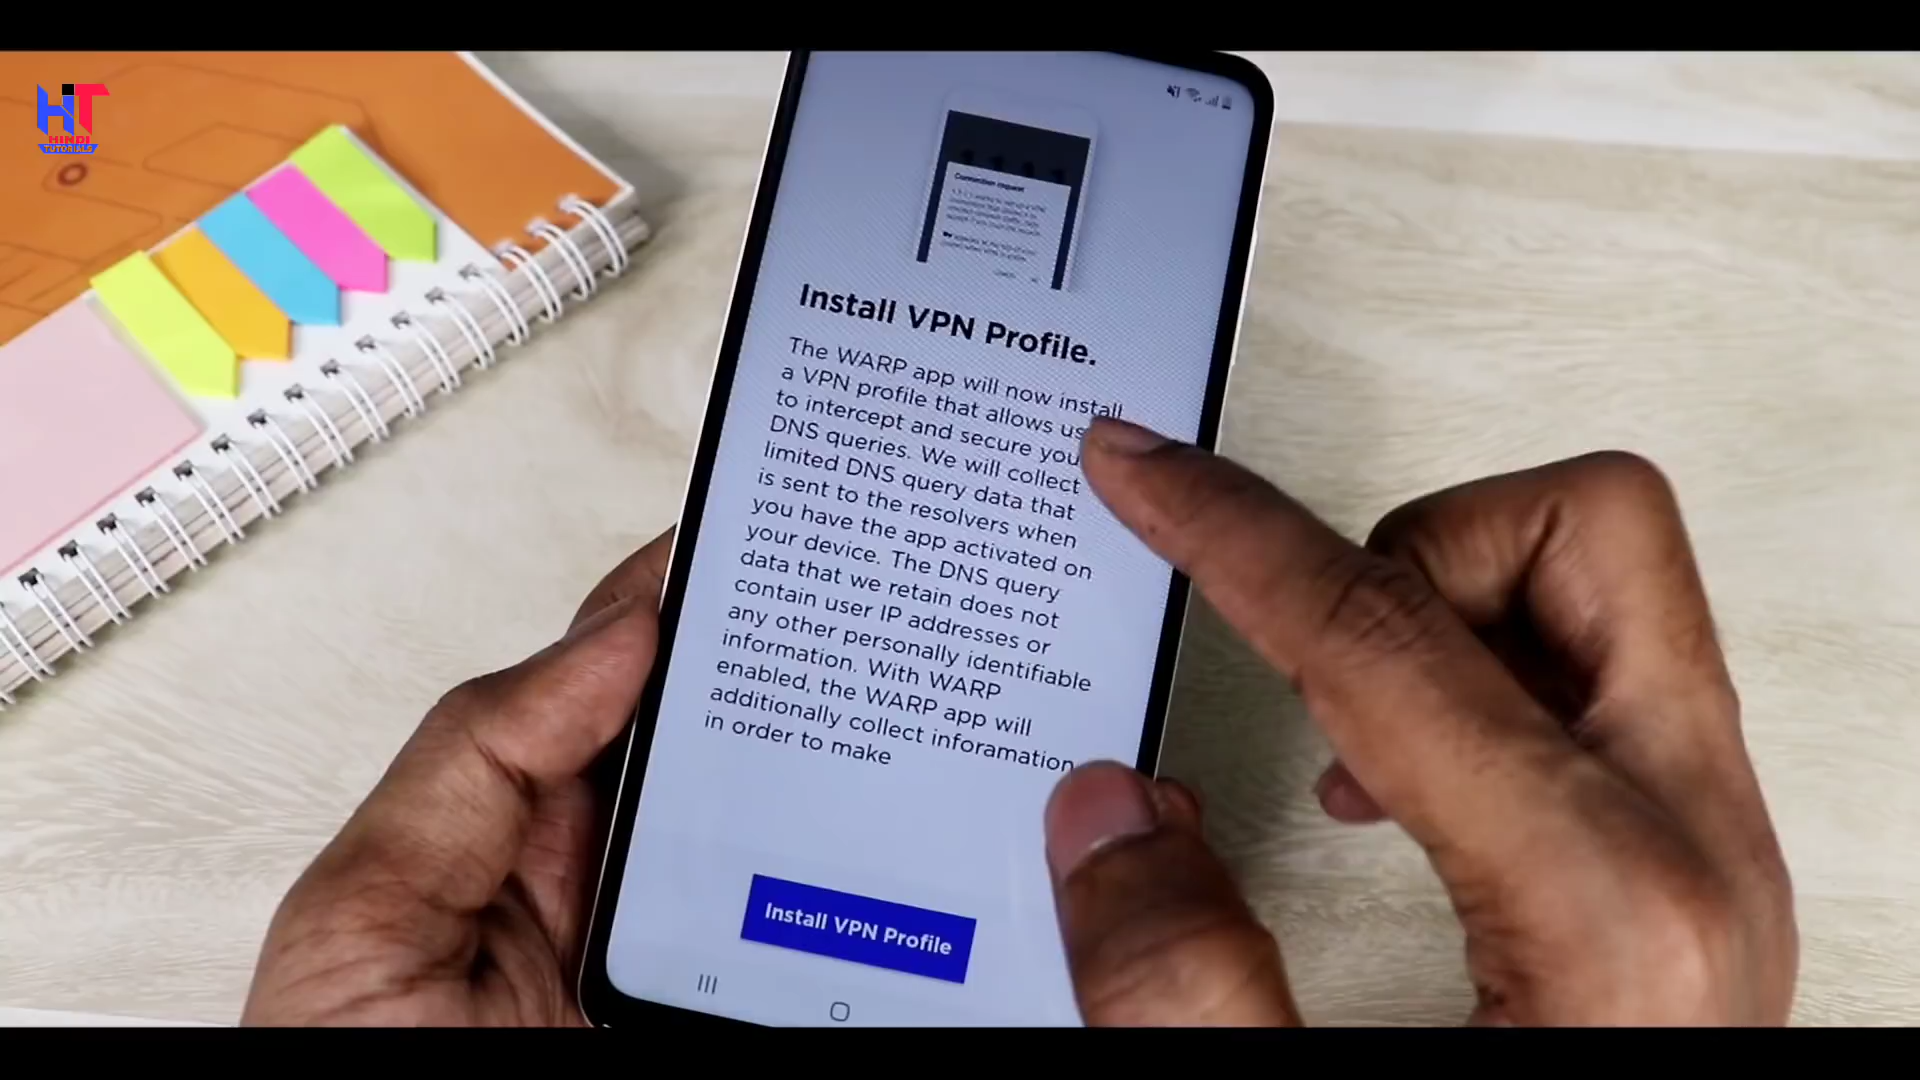 HiT
HINDI
TUTORIALS
Connection request
Install VPN Profile.
The WARP app will now install
a VPN profile that allows us
to intercept and secure you
DNS queries. We will collect
limited DNS query data that
is sent to the resolvers when
you have the app activated on
your device. The DNS query
data that we retain does not
contain user IP addresses or
any other personally identifiable
information. With WARP
enabled, the WARP app will
additionally collect inforamation
in order to make
Install VPN Profile